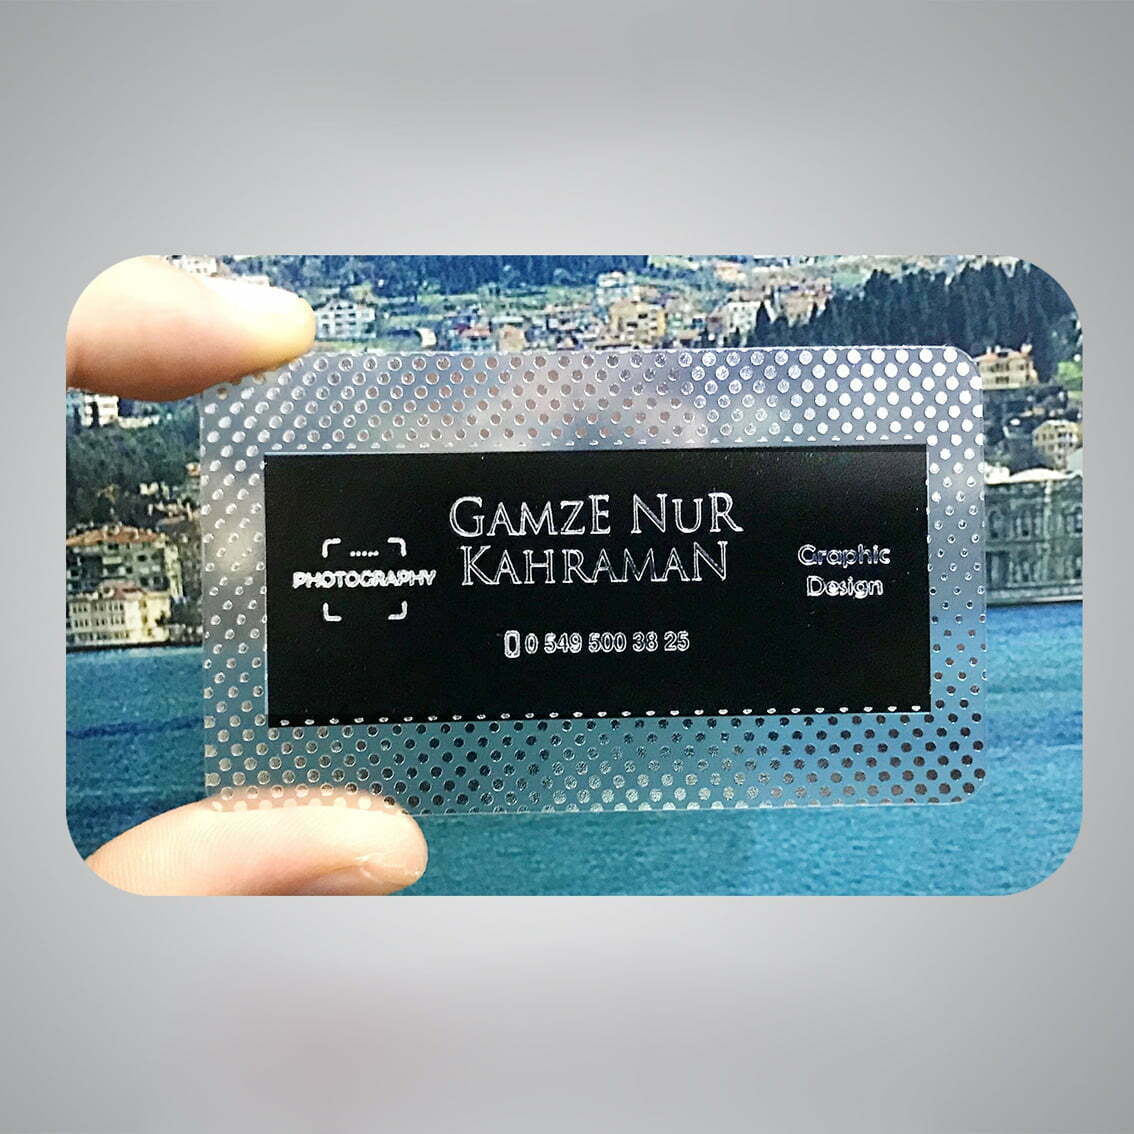 GAMZE NUR
KAHRAMAN
PHOTOGRAPHY
Graphic
Design
0 549 500 38 25